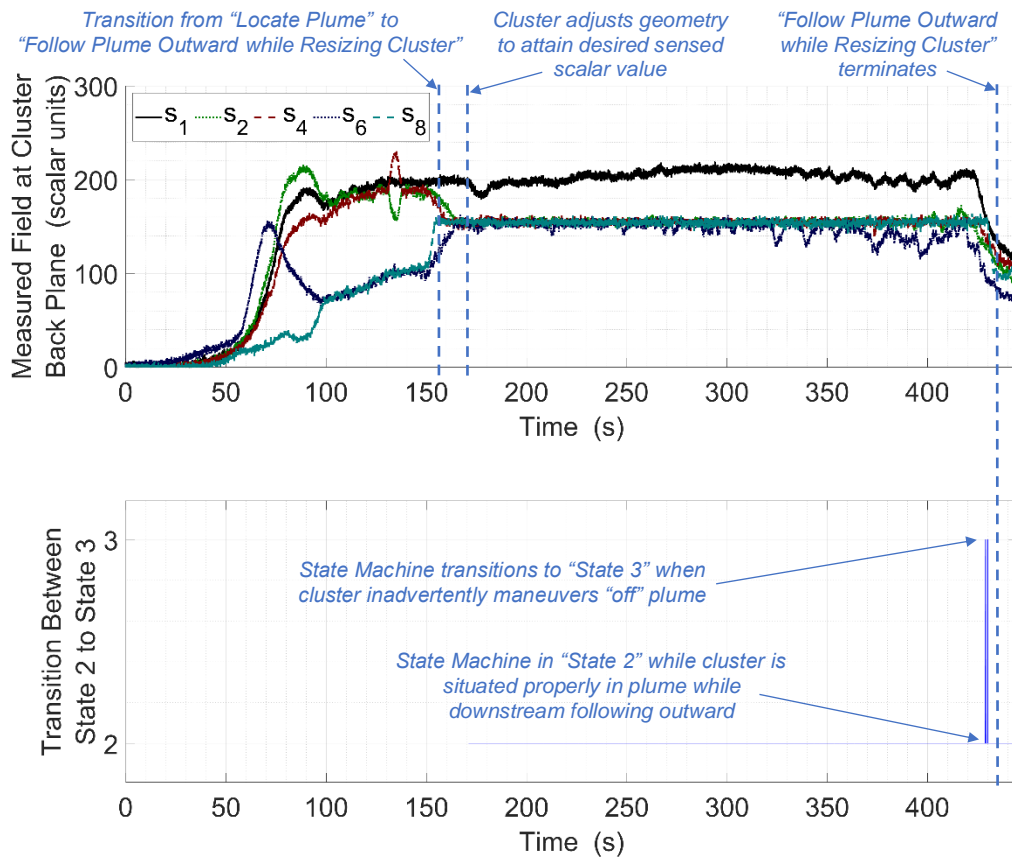 Transition from “Locate Plume” to
“Follow Plume Outward while Resizing Cluster”
Cluster adjusts geometry
to attain desired sensed
scalar value
“Follow Plume Outward
while Resizing Cluster”
terminates
Measured Field at Cluster
Back Plane (scalar units)
300
200
100
0
s1 s2 s4 s6 s8
0 50 100 150 200 250 300 350 400
Time (s)
Transition Between
State 2 to State 3
3
2
State Machine transitions to “State 3” when
cluster inadvertently maneuvers “off” plume
State Machine in “State 2” while cluster is
situated properly in plume while
downstream following outward
0 50 100 150 200 250 300 350 400
Time (s)